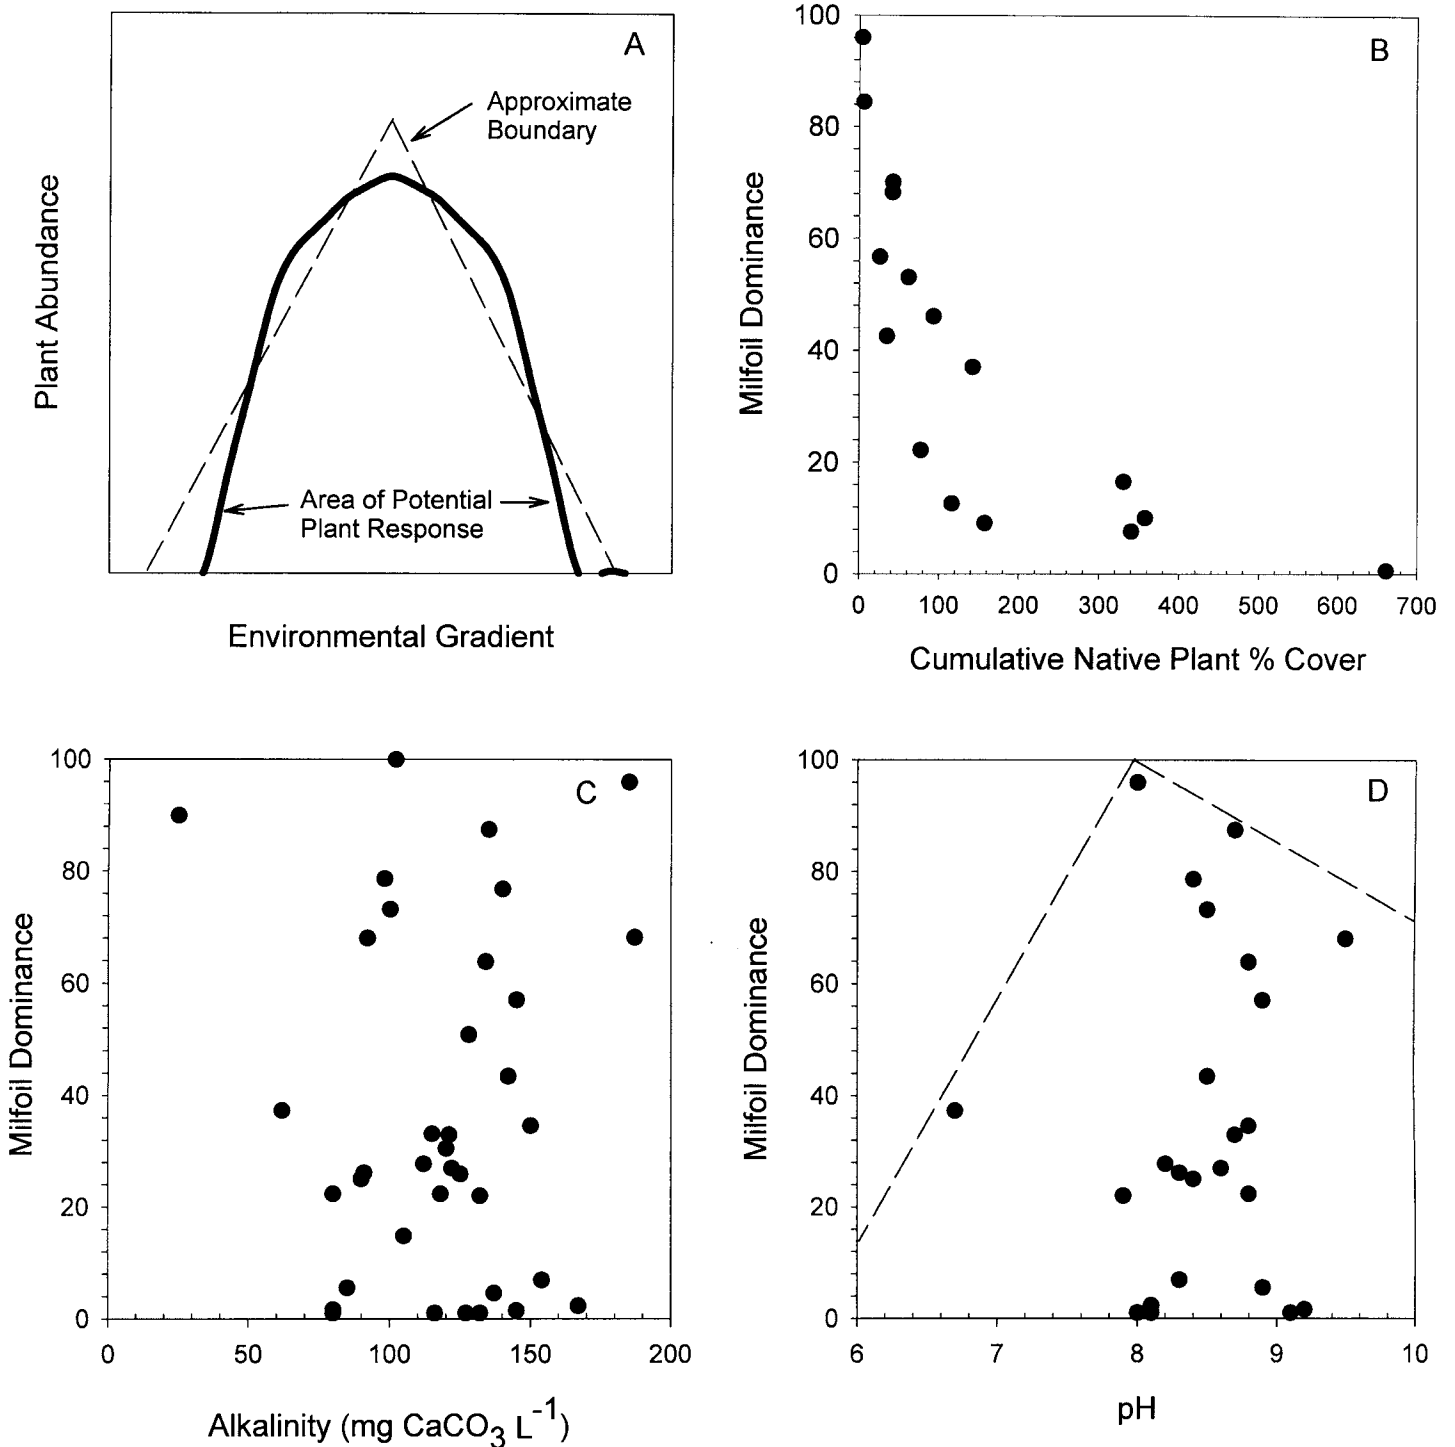 A
Approximate
Boundary
Plant Abundance
Area of Potential
Plant Response
Environmental Gradient
B
100
80
60
40
20
0
Milfoil Dominance
0 100 200 300 400 500 600 700
Cumulative Native Plant % Cover
C
100
80
60
40
20
0
Milfoil Dominance
0 50 100 150 200
Alkalinity (mg CaCO3 L-1)
D
100
80
60
40
20
0
Milfoil Dominance
6 7 8 9 10
pH